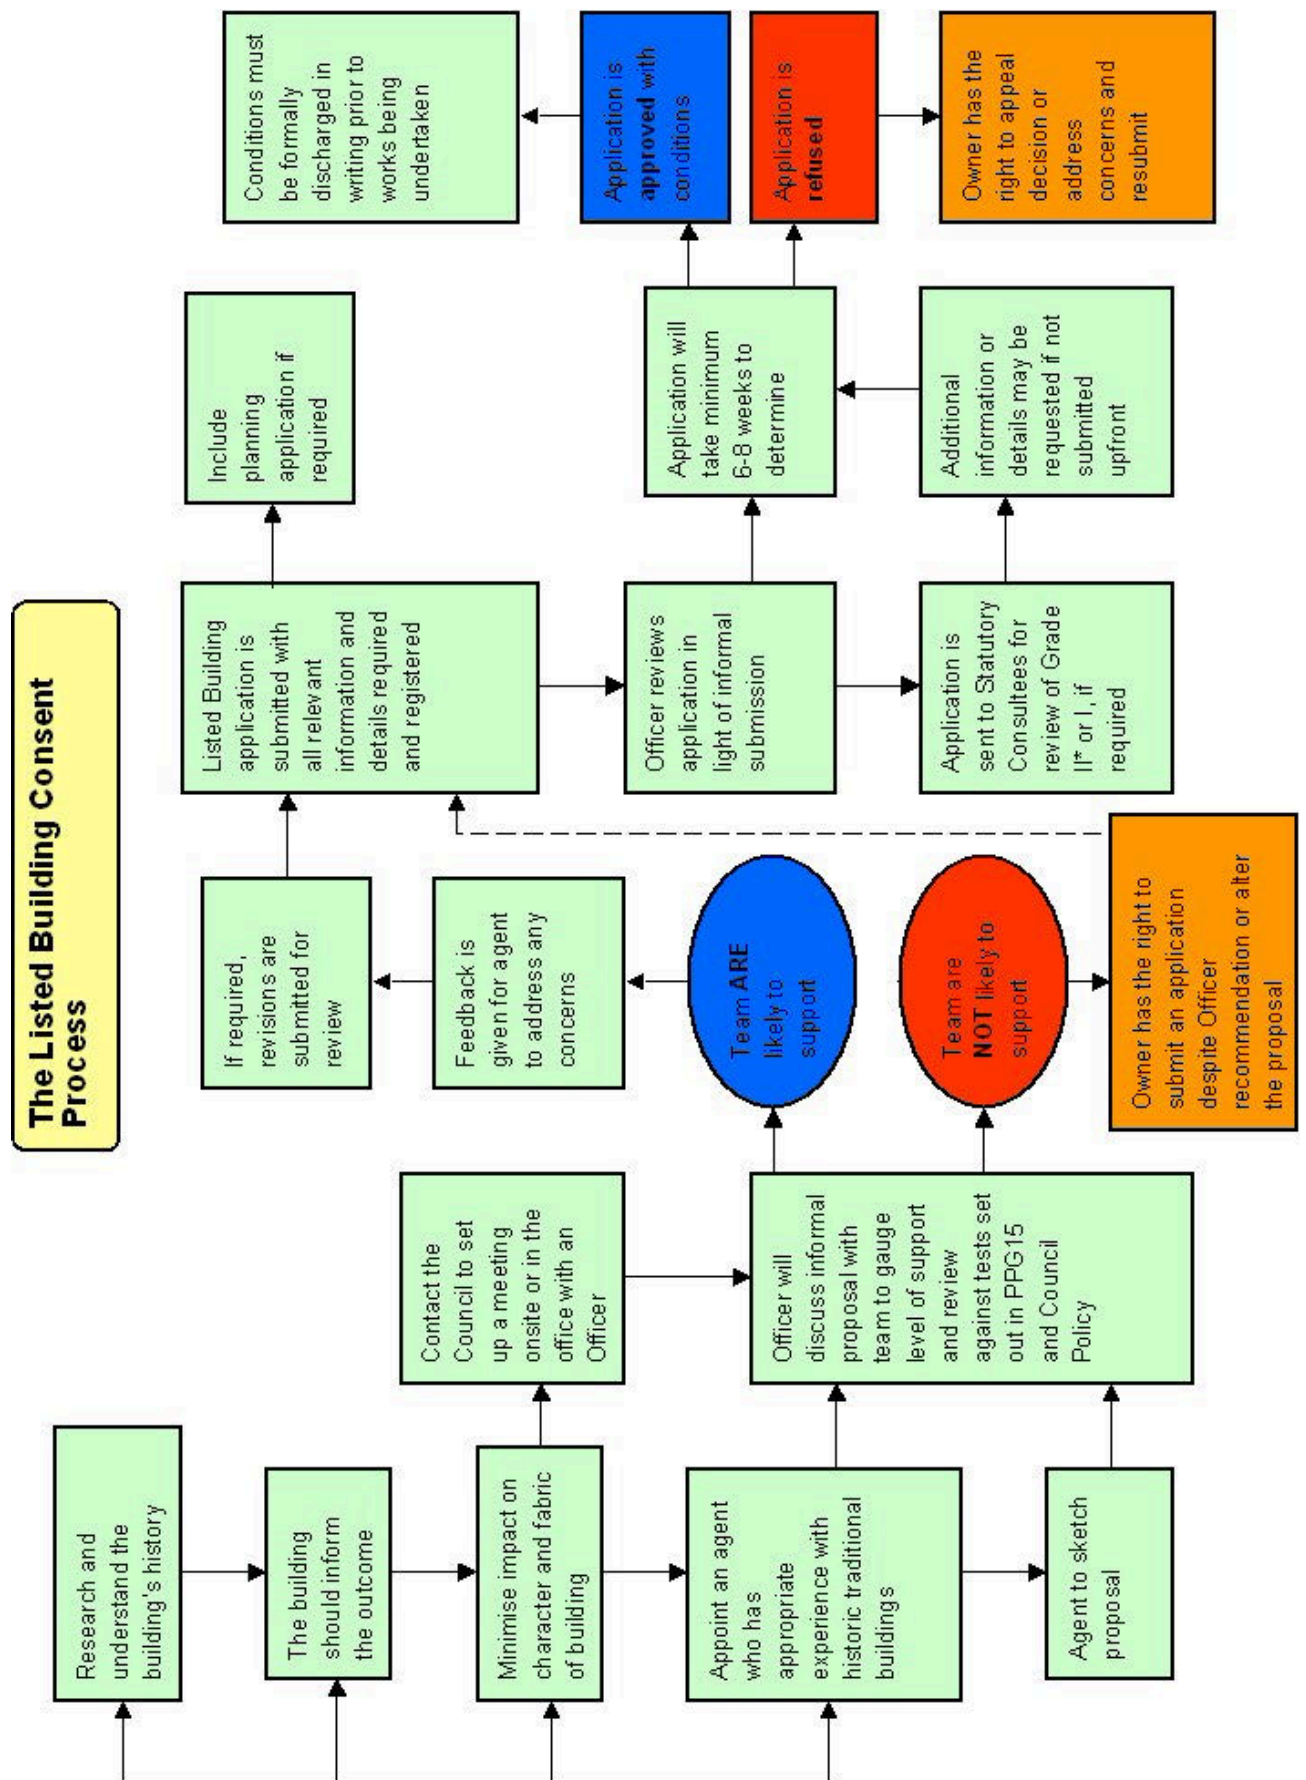 The Listed Building Consent
Process
Research and
understand the
building's history
The building
should inform
the outcome
Minimise impact on
character and fabric
of building
Appoint an agent
who has
appropriate
experience with
historic traditional
buildings
Agent to sketch
proposal
Contact the
Council to set
up a meeting
onsite or in the
office with an
Officer
Officer will
discuss informal
proposal with
team to gauge
level of support
and review
against tests set
out in PPG15
and Council
Policy
If required,
revisions are
submitted for
review
Feedback is
given for agent
to address any
concerns
Team ARE
likely to
support
Team are
NOT likely to
support
Owner has the right to
submit an application
despite Officer
recommendation or alter
the proposal
Listed Building
application is
submitted with
all relevant
information and
details required
and registered
Officer reviews
application in
light of informal
submission
Application is
sent to Statutory
Consultees for
review of Grade
II* or I, if
required
Include
planning
application if
required
Application will
take minimum
6-8 weeks to
determine
Additional
information or
details may be
requested if not
submitted
upfront
Conditions must
be formally
discharged in
writing prior to
works being
undertaken
Application is
approved with
conditions
Application is
refused
Owner has the
right to appeal
decision or
address
concerns and
resubmit